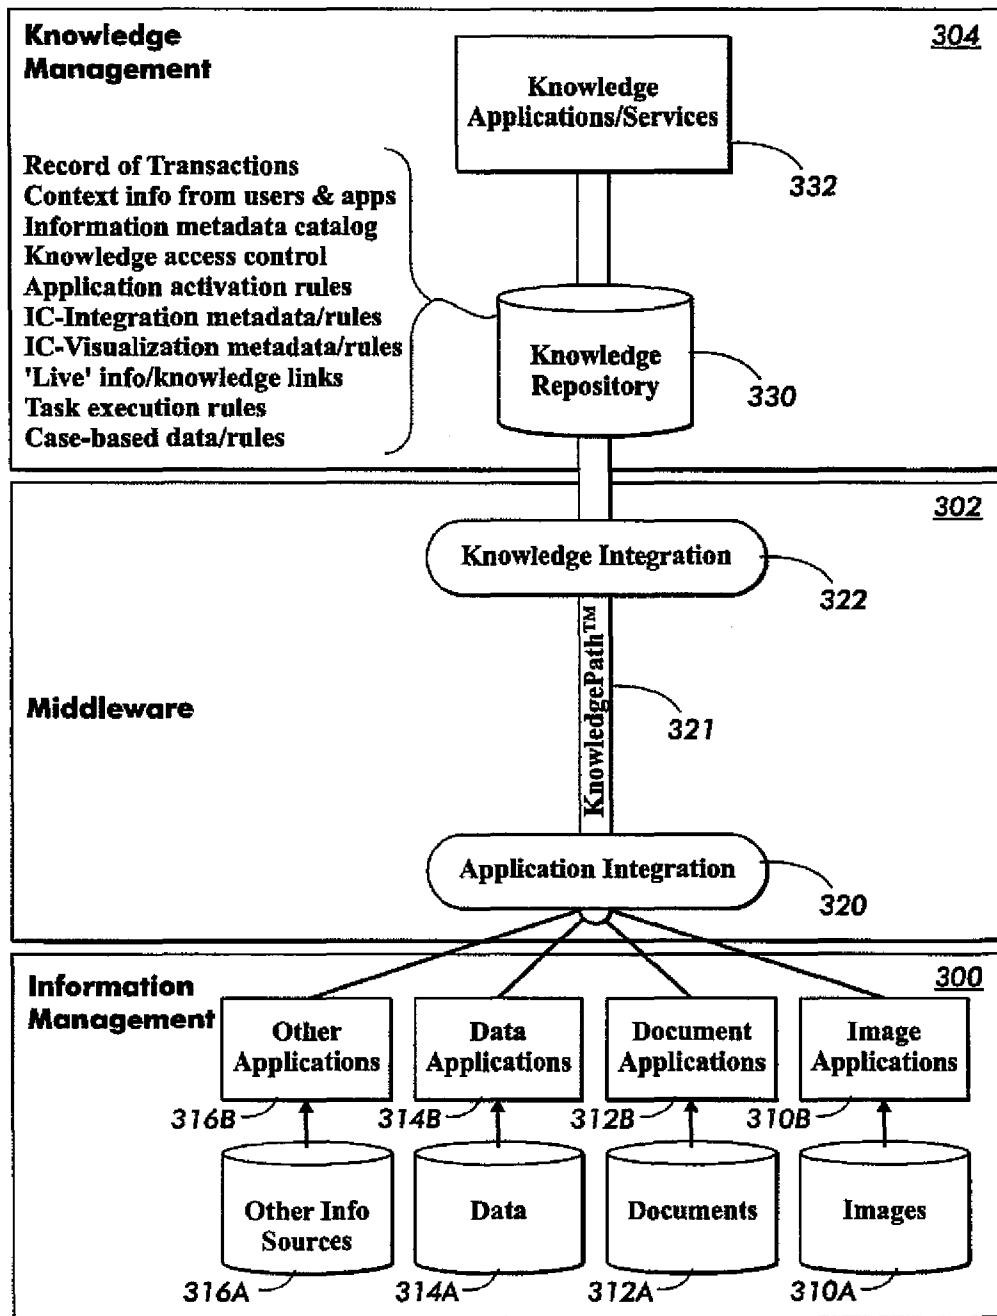 Knowledge
Management
304
Knowledge
Applications/Services
332
Record of Transactions
Context info from users & apps
Information metadata catalog
Knowledge access control
Application activation rules
IC-Integration metadata/rules
IC-Visualization metadata/rules
'Live' info/knowledge links
Task execution rules
Case-based data/rules
Knowledge
Repository
330
302
Knowledge Integration
322
Middleware
KnowledgePath™
321
Application Integration
320
Information
Management
300
Other
Applications
316B
Data
Applications
314B
Document
Applications
312B
Image
Applications
310B
Other Info
Sources
316A
Data
314A
Documents
312A
Images
310A